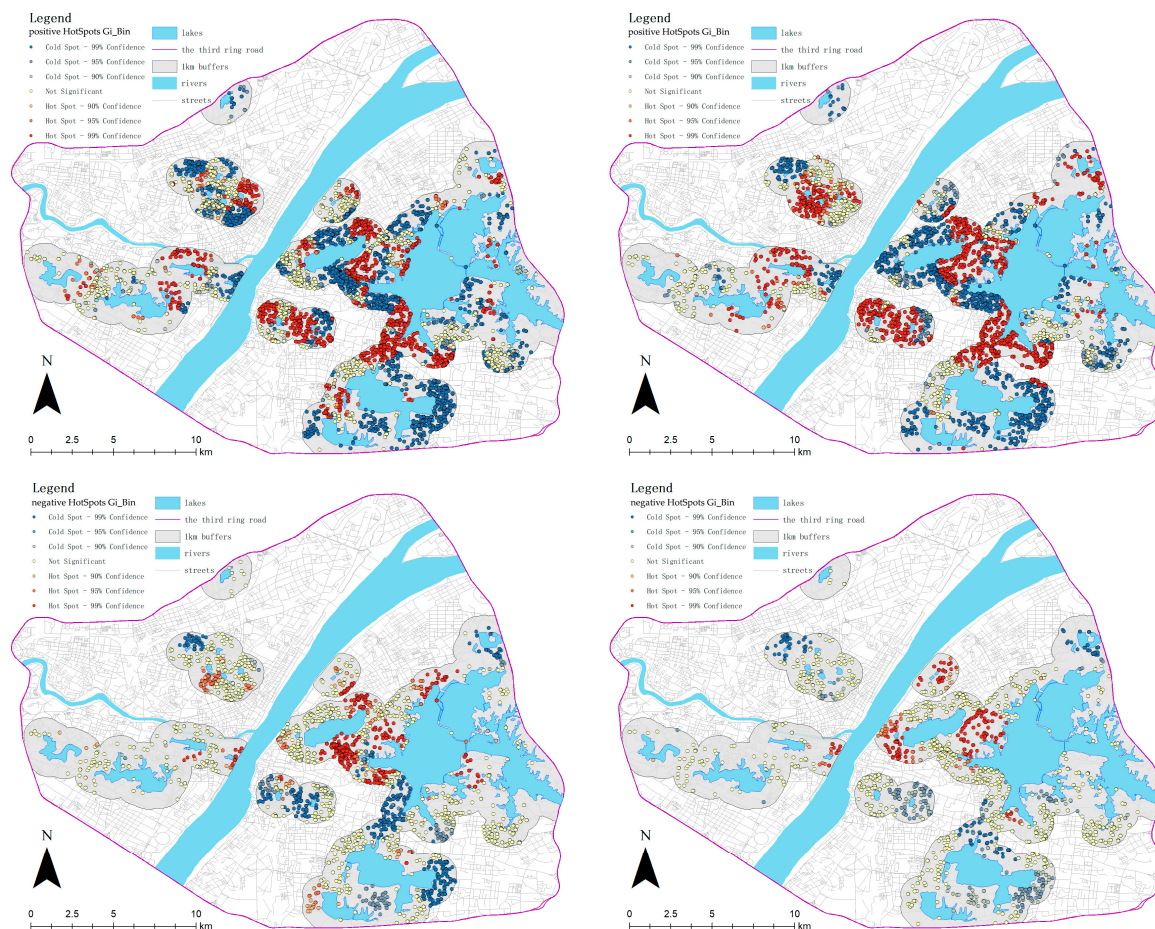 Legend
positive HotSpots Gi_Bin
Cold Spot - 99% Confidence
Cold Spot - 95% Confidence
Cold Spot - 90% Confidence
Not Significant
Hot Spot - 90% Confidence
Hot Spot - 95% Confidence
Hot Spot - 99% Confidence
lakes
the third ring road
1km buffers
rivers
streets
N
0 2.5 5 10
km
Legend
positive HotSpots Gi_Bin
Cold Spot - 99% Confidence
Cold Spot - 95% Confidence
Cold Spot - 90% Confidence
Not Significant
Hot Spot - 90% Confidence
Hot Spot - 95% Confidence
Hot Spot - 99% Confidence
lakes
the third ring road
1km buffers
rivers
streets
N
0 2.5 5 10
km
Legend
negative HotSpots Gi_Bin
Cold Spot - 99% Confidence
Cold Spot - 95% Confidence
Cold Spot - 90% Confidence
Not Significant
Hot Spot - 90% Confidence
Hot Spot - 95% Confidence
Hot Spot - 99% Confidence
lakes
the third ring road
1km buffers
rivers
streets
N
0 2.5 5 10
km
Legend
negative HotSpots Gi_Bin
Cold Spot - 99% Confidence
Cold Spot - 95% Confidence
Cold Spot - 90% Confidence
Not Significant
Hot Spot - 90% Confidence
Hot Spot - 95% Confidence
Hot Spot - 99% Confidence
lakes
the third ring road
1km buffers
rivers
streets
N
0 2.5 5 10
km